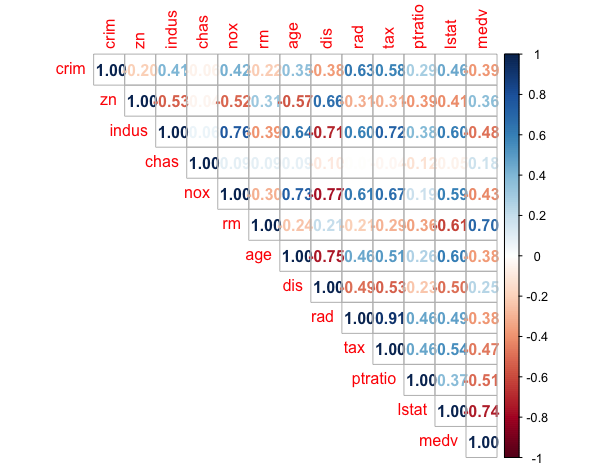 crim zn indus chas nox rm age dis rad tax ptratio lstat medv
crim 1.00 -0.20 0.41 0.42 -0.22 0.35 -0.38 0.63 0.58 0.29 0.46 -0.39 1
zn 1.00 -0.53 -0.52 0.31 -0.57 0.66 -0.31 -0.31 -0.39 -0.41 0.36 0.8
indus 1.00 0.76 -0.39 0.64 -0.71 0.60 0.72 0.38 0.60 -0.48 0.6
chas 1.00 0.09 0.09 0.09 -0.10 -0.12 0.18 0.4
nox 1.00 -0.30 0.73 -0.77 0.61 0.67 0.19 0.59 -0.43 0.2
rm 1.00 -0.24 0.21 -0.21 -0.29 -0.36 -0.61 0.70
age 1.00 -0.75 0.46 0.51 0.26 0.60 -0.38 0
dis 1.00 -0.49 -0.53 -0.23 -0.50 0.25 -0.2
rad 1.00 0.91 0.46 0.49 -0.38 -0.4
tax 1.00 0.46 0.54 -0.47
ptratio 1.00 0.37 -0.51 -0.6
lstat 1.00 -0.74 -0.8
medv 1.00
-1